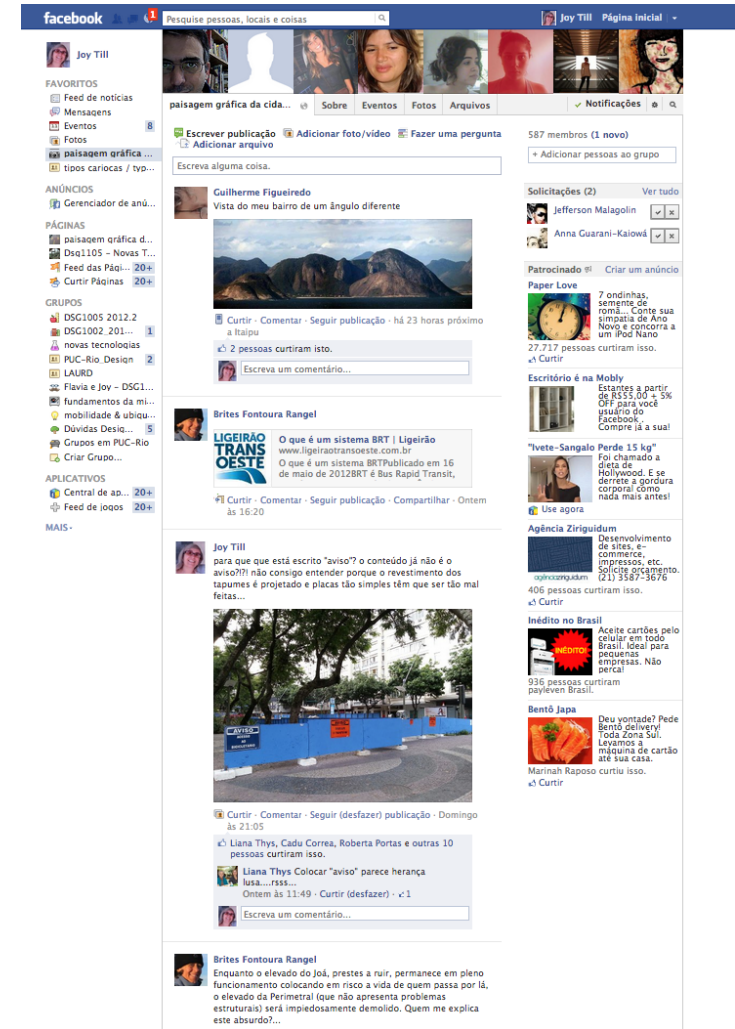 facebook
1
Pesquise pessoas, locais e coisas
Joy Till Página inicial
Joy Till
FAVORITOS
Feed de notícias
Mensagens
Eventos 8
Fotos
paisagem gráfica ...
tipos cariocas / typ...
ANÚNCIOS
Gerenciador de anú...
PÁGINAS
paisagem gráfica d...
Dsg1105 - Novas T...
Feed das Pági... 20+
Curtir Páginas 20+
GRUPOS
DSG1005 2012.2
DSG1002_201... 1
novas tecnologias
PUC-Rio_Design 2
LAURD
Flavia e Joy - DSG1...
fundamentos da mi...
mobilidade & ubiqu...
Dúvidas Desig... 5
Grupos em PUC-Rio
Criar Grupo...
APLICATIVOS
Central de ap... 20+
Feed de jogos 20+
MAIS
paisagem gráfica da cida...
Sobre
Eventos
Fotos
Arquivos
Notificações
Escrever publicação
Adicionar foto/vídeo
Fazer uma pergunta
Adicionar arquivo
Escreva alguma coisa.
Guilherme Figueiredo
Vista do meu bairro de um ângulo diferente
Curtir · Comentar · Seguir publicação · há 23 horas próximo
a Itaipu
2 pessoas curtiram isto.
Escreva um comentário...
Brites Fontoura Rangel
LIGEIRÃO
TRANS
OESTE
O que é um sistema BRT | Ligeirão
www.ligeiraotransoeste.com.br
O que é um sistema BRTPublicado em 16
de maio de 2012BRT é Bus Rapid Transit,
Curtir · Comentar · Seguir publicação · Compartilhar · Ontem
às 16:20
Joy Till
para que que está escrito "aviso"? o conteúdo já não é o
aviso?!?! não consigo entender porque o revestimento dos
tapumes é projetado e placas tão simples têm que ser tão mal
feitas...
AVISO
Curtir · Comentar · Seguir (desfazer) publicação · Domingo
às 21:05
Liana Thys, Cadu Correa, Roberta Portas e outras 10
pessoas curtiram isso.
Liana Thys Colocar "aviso" parece herança
lusa....rsss...
Ontem às 11:49 · Curtir (desfazer) · 1
Escreva um comentário...
Brites Fontoura Rangel
Enquanto o elevado do Joá, prestes a ruir, permanece em pleno
funcionamento colocando em risco a vida de quem passa por lá,
o elevado da Perimetral (que não apresenta problemas
estruturais) será impiedosamente demolido. Quem me explica
este absurdo?...
587 membros (1 novo)
+ Adicionar pessoas ao grupo
Solicitações (2) Ver tudo
Jefferson Malagolin
Anna Guarani-Kaiowá
Patrocinado Criar um anúncio
Paper Love
7 ondinhas,
semente de
romã... Conte sua
simpatia de Ano
Novo e concorra a
um iPod Nano
27.717 pessoas curtiram isso.
Curtir
Escritório é na Mobly
Estantes a partir
de R$55,00 + 5%
OFF para você
usuário do
Facebook .
Compre já a sua!
"Ivete-Sangalo Perde 15 kg"
Foi chamado a
dieta de
Hollywood. E se
derrete a gordura
corporal como
nada mais antes!
Use agora
Agência Ziriguidum
Desenvolvimento
de sites, e-
commerce,
impressos, etc.
Solicite orçamento.
(21) 3587-3676
agênciaziriguidum
406 pessoas curtiram isso.
Curtir
Inédito no Brasil
INÉDITO!
Aceite cartões pelo
celular em todo
Brasil. Ideal para
pequenas
empresas. Não
perca!
936 pessoas curtiram
payleven Brasil.
Bentô Japa
Deu vontade? Pede
Bentô delivery!
Toda Zona Sul.
Levamos a
máquina de cartão
até sua casa.
Marinah Raposo curtiu isso.
Curtir